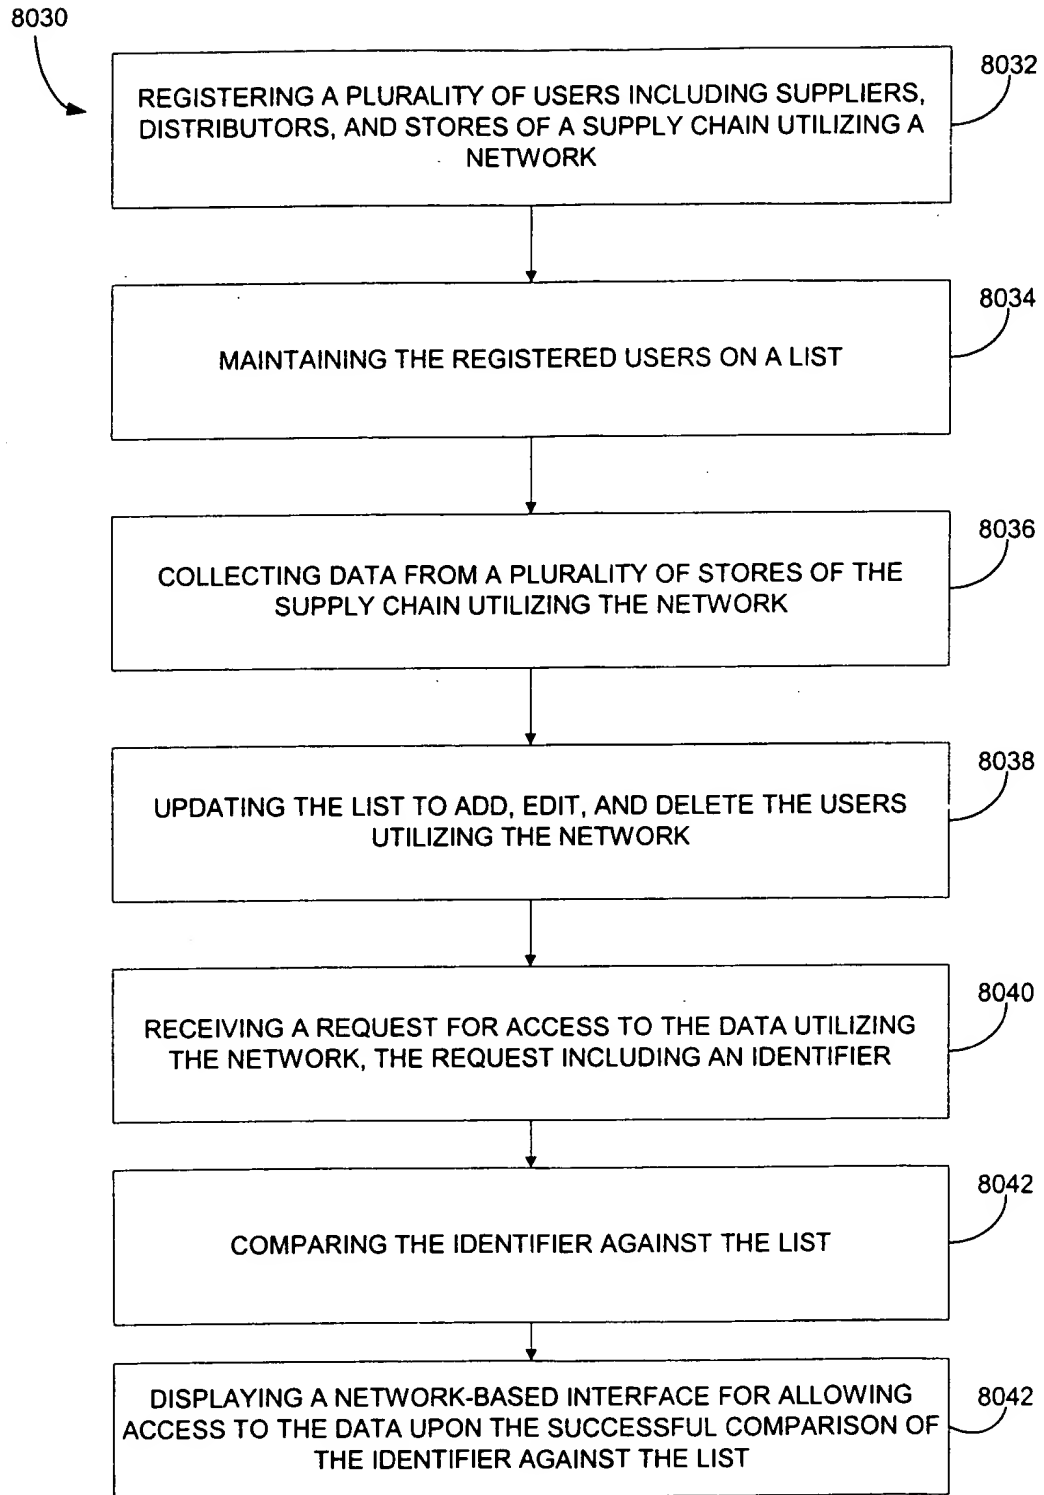 8030
8032
REGISTERING A PLURALITY OF USERS INCLUDING SUPPLIERS,
DISTRIBUTORS, AND STORES OF A SUPPLY CHAIN UTILIZING A
NETWORK
8034
MAINTAINING THE REGISTERED USERS ON A LIST
8036
COLLECTING DATA FROM A PLURALITY OF STORES OF THE
SUPPLY CHAIN UTILIZING THE NETWORK
8038
UPDATING THE LIST TO ADD, EDIT, AND DELETE THE USERS
UTILIZING THE NETWORK
8040
RECEIVING A REQUEST FOR ACCESS TO THE DATA UTILIZING
THE NETWORK, THE REQUEST INCLUDING AN IDENTIFIER
8042
COMPARING THE IDENTIFIER AGAINST THE LIST
8042
DISPLAYING A NETWORK-BASED INTERFACE FOR ALLOWING
ACCESS TO THE DATA UPON THE SUCCESSFUL COMPARISON OF
THE IDENTIFIER AGAINST THE LIST